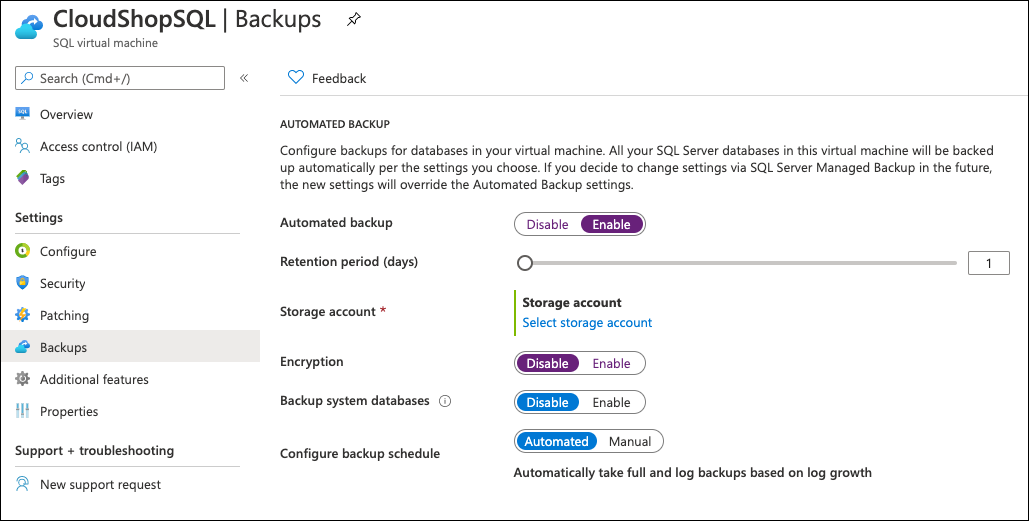 CloudShopSQL | Backups
SQL virtual machine
Search (Cmd+/)
«
Feedback
SQL
Overview
Access control (IAM)
Tags
Settings
Configure
Security
Patching
Backups
Additional features
Properties
Support + troubleshooting
New support request
AUTOMATED BACKUP
Configure backups for databases in your virtual machine. All your SQL Server databases in this virtual machine will be backed
up automatically per the settings you choose. If you decide to change settings via SQL Server Managed Backup in the future,
the new settings will override the Automated Backup settings.
Automated backup Disable Enable
Retention period (days) 1
Storage account * Storage account
Select storage account
Encryption Disable Enable
Backup system databases Disable Enable
Configure backup schedule Automated Manual
Automatically take full and log backups based on log growth